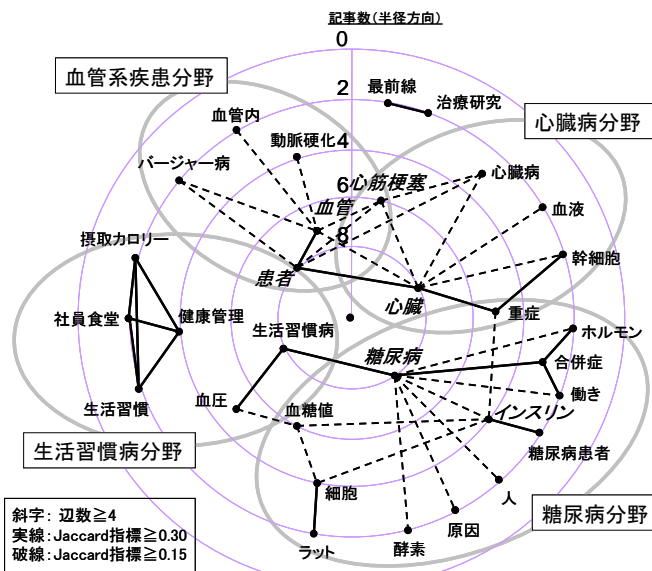 記事数(半径方向)
0
2
4
6
8
血管系疾患分野
心臓病分野
生活習慣病分野
糖尿病分野
最前線
治療研究
血管内
動脈硬化
バージャー病
心筋梗塞
心臓病
血管
血液
患者
幹細胞
心臓
重症
摂取カロリー
社員食堂
健康管理
生活習慣
生活習慣病
血圧
血糖値
糖尿病
ホルモン
合併症
働き
インスリン
糖尿病患者
人
原因
酵素
細胞
ラット
斜字: 辺数≧4
実線:Jaccard指標≧0.30
破線:Jaccard指標≧0.15